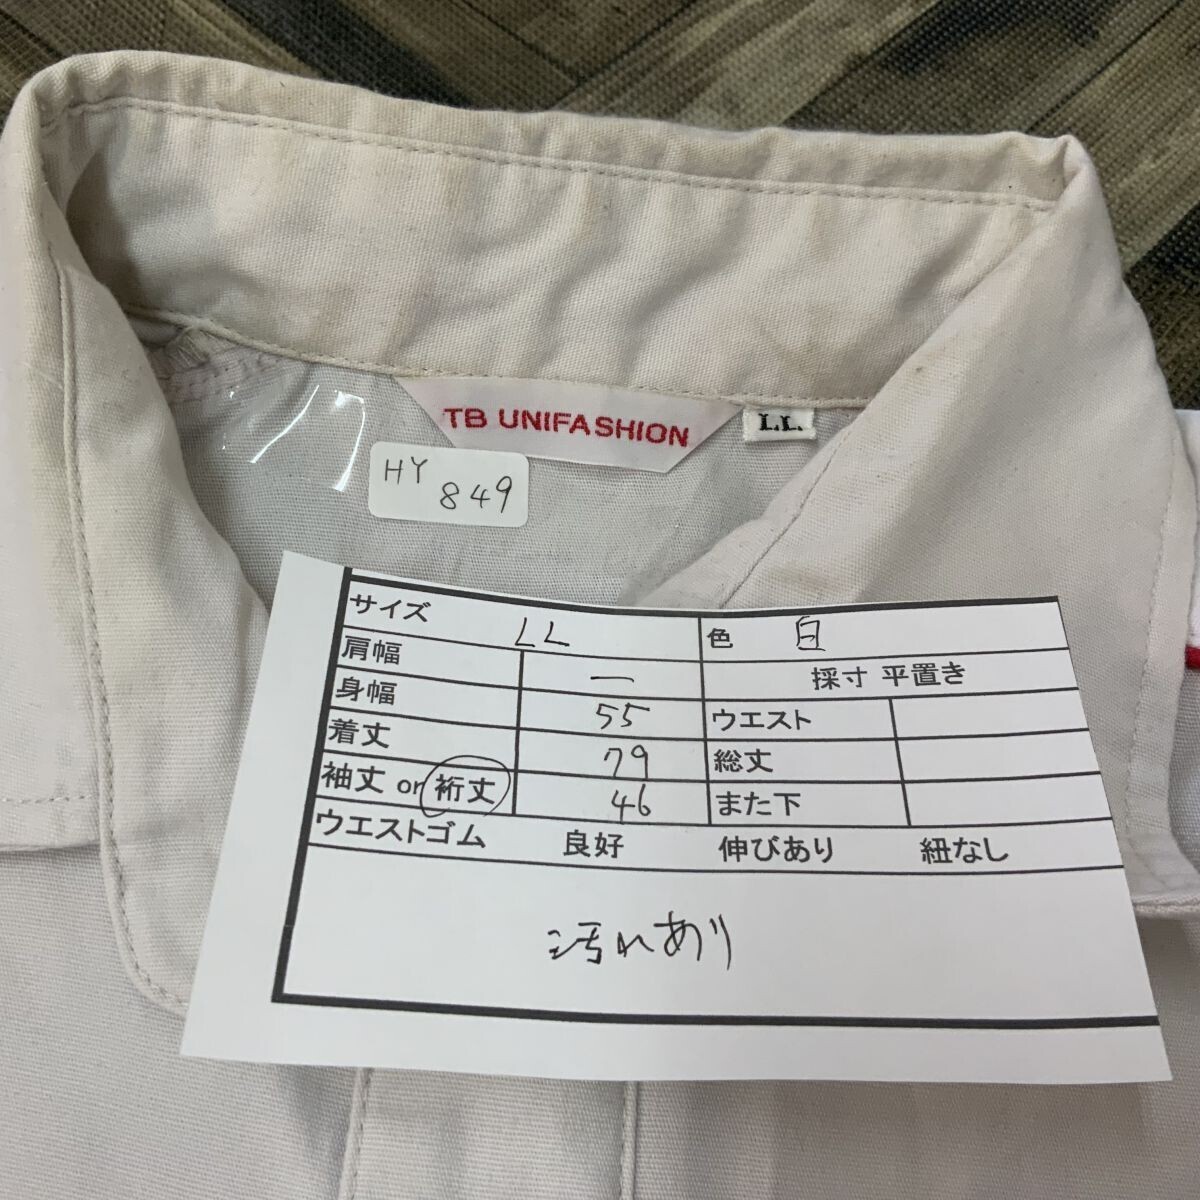 TB UNIFASHION
LL
HY
849
サイズ LL 色 白
肩幅 ー 採寸 平置き
身幅 55 ウエスト
着丈 79 総丈
袖丈 or 裄丈 46 また下
ウエストゴム 良好 伸びあり 紐なし
汚れあり